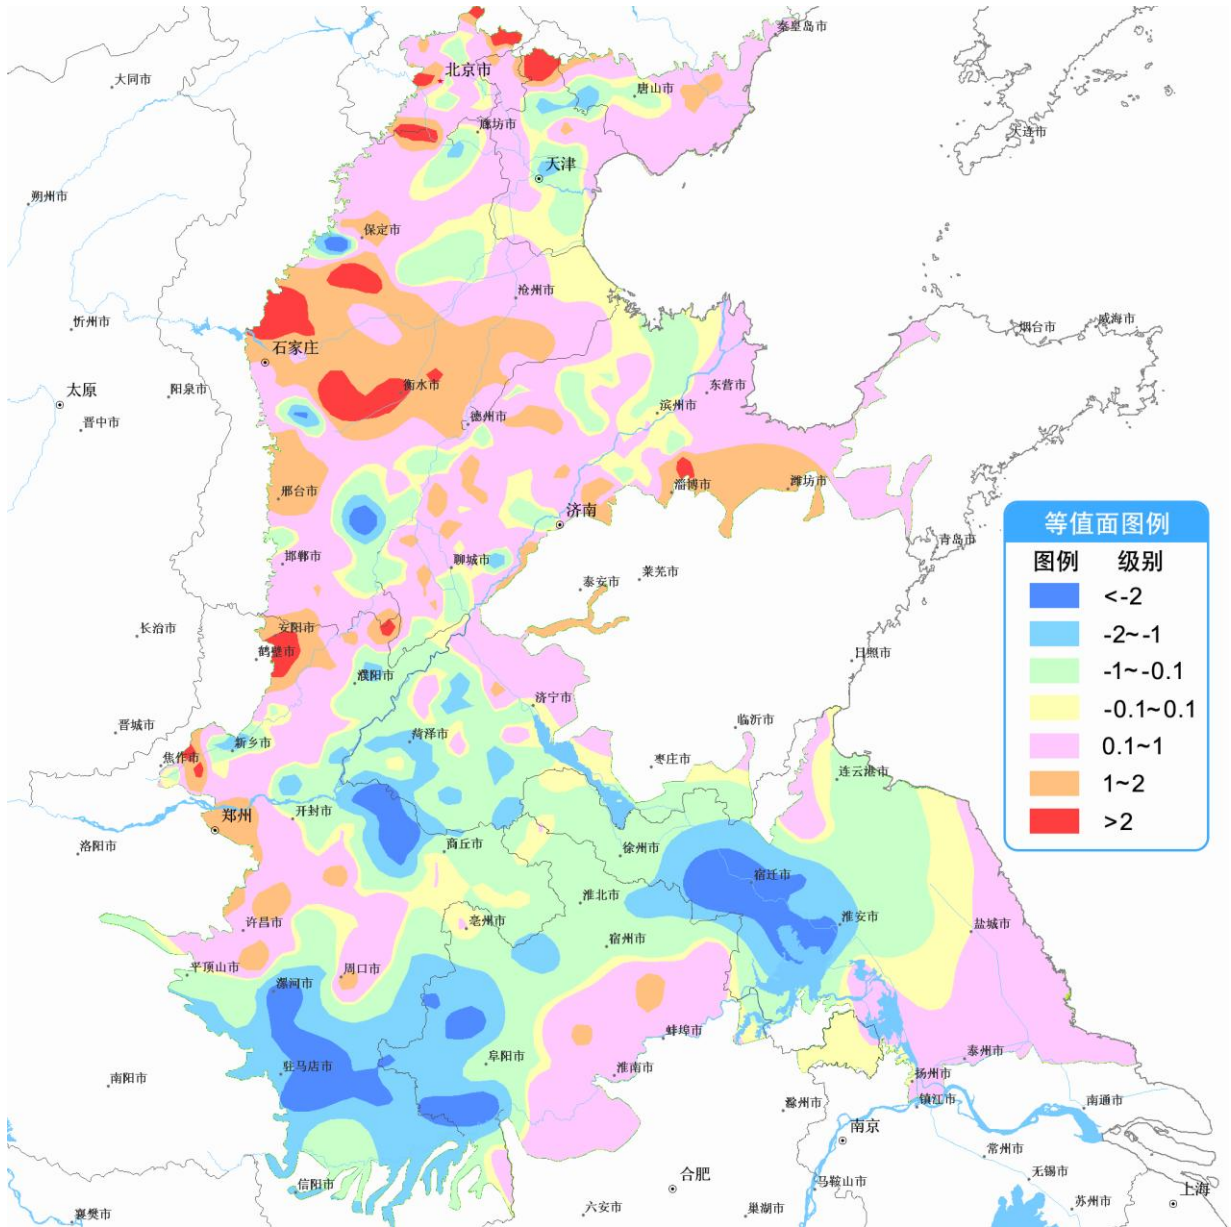 秦皇岛市
大同市
北京市
唐山市
廊坊市
大连市
天津
朔州市
保定市
沧州市
忻州市
烟台市
威海市
石家庄
太原
阳泉市
衡水市
东营市
滨州市
德州市
晋中市
邢台市
淄博市
潍坊市
济南
青岛市
邯郸市
聊城市
泰安市
莱芜市
长治市
安阳市
鹤壁市
日照市
濮阳市
济宁市
晋城市
菏泽市
临沂市
新乡市
焦作市
枣庄市
连云港市
郑州
开封市
洛阳市
商丘市
徐州市
宿迁市
淮北市
许昌市
亳州市
淮安市
盐城市
宿州市
平顶山市
周口市
漯河市
蚌埠市
驻马店市
阜阳市
淮南市
泰州市
南阳市
扬州市
滁州市
镇江市
南通市
南京
常州市
合肥
信阳市
马鞍山市
无锡市
上海
苏州市
襄樊市
六安市
巢湖市
等值面图例
图例 级别
<-2
-2~-1
-1~-0.1
-0.1~0.1
0.1~1
1~2
>2